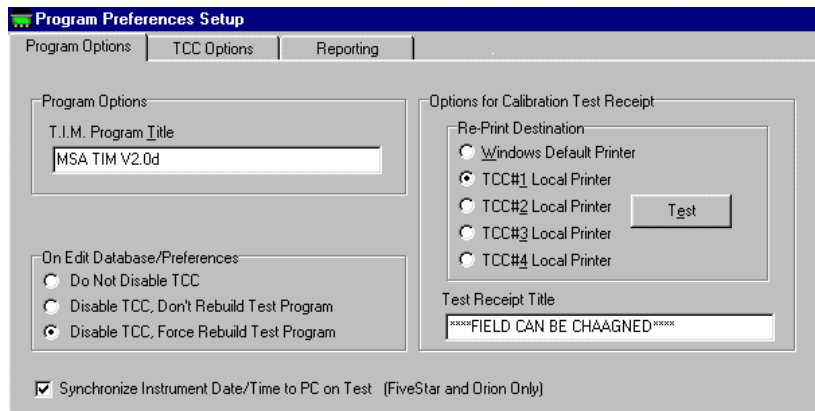 Program Preferences Setup
Program Options TCC Options Reporting
Program Options
T.I.M. Program Title
MSA TIM V2.0d
On Edit Database/Preferences
Do Not Disable TCC
Disable TCC, Don't Rebuild Test Program
Disable TCC, Force Rebuild Test Program
Options for Calibration Test Receipt
Re-Print Destination
Windows Default Printer
TCC#1 Local Printer
TCC#2 Local Printer
TCC#3 Local Printer
TCC#4 Local Printer
Test
Test Receipt Title
****FIELD CAN BE CHAAGNED****
Synchronize Instrument Date/Time to PC on Test (FiveStar and Orion Only)